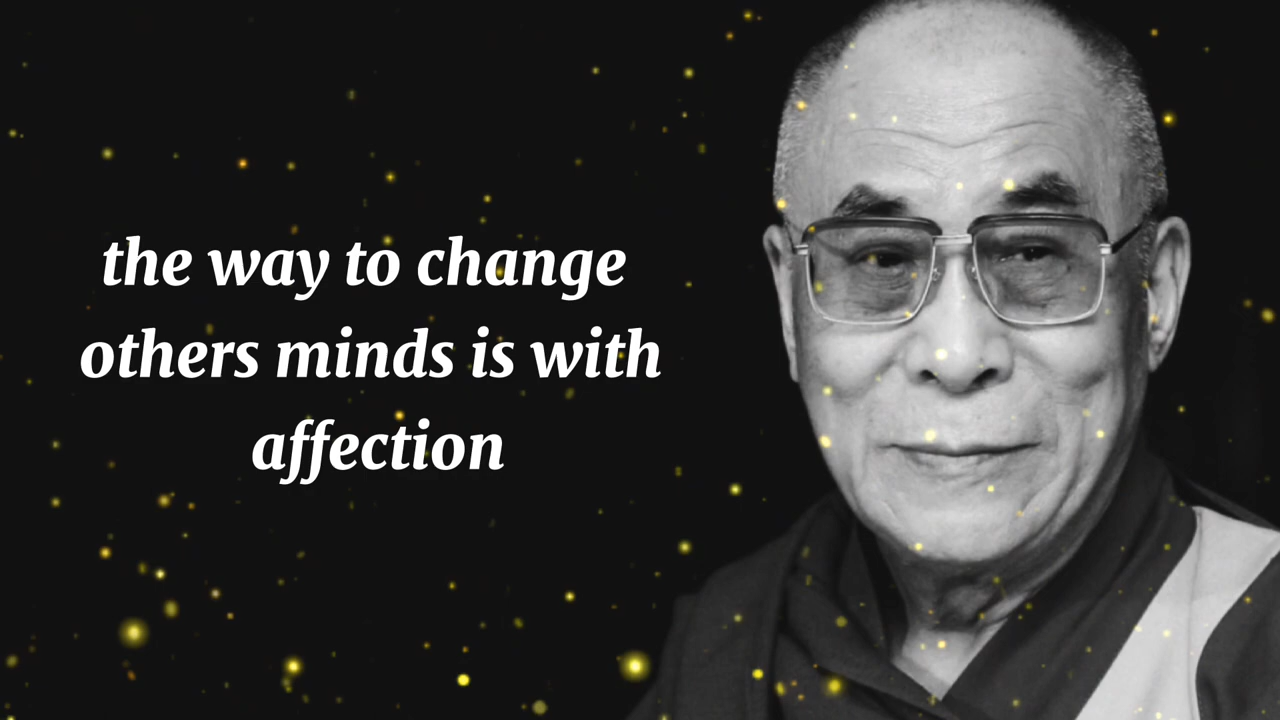 the way to change
others minds is with
affection